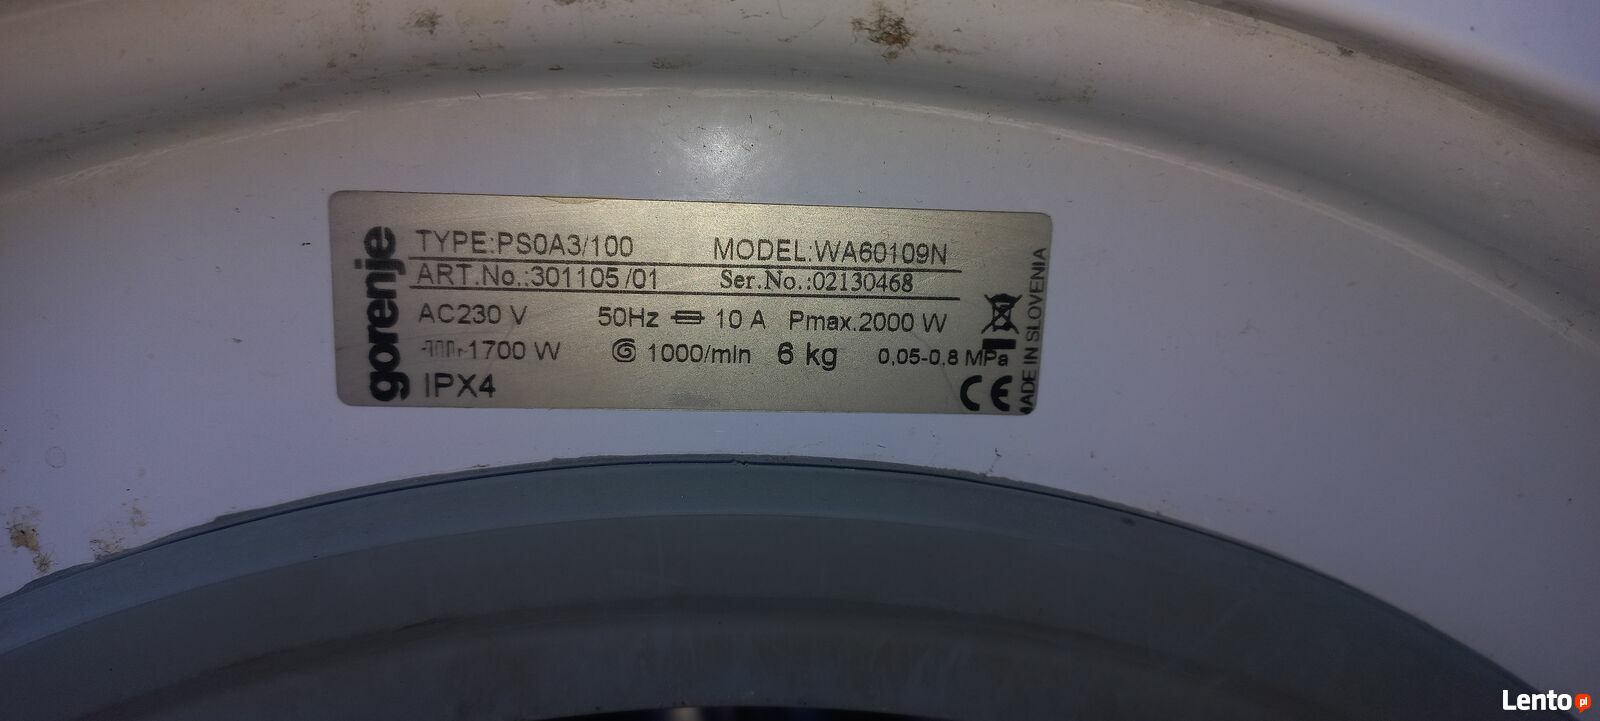 gorenje
TYPE:PS0A3/100 MODEL:WA60109N
ART.No.:301105/01 Ser.No.:02130468
AC230 V 50Hz 10 A Pmax.2000 W
1700 W 1000/min 6 kg 0,05-0,8 MPa
IPX4 CE
MADE IN SLOVENIA
Lento.pl